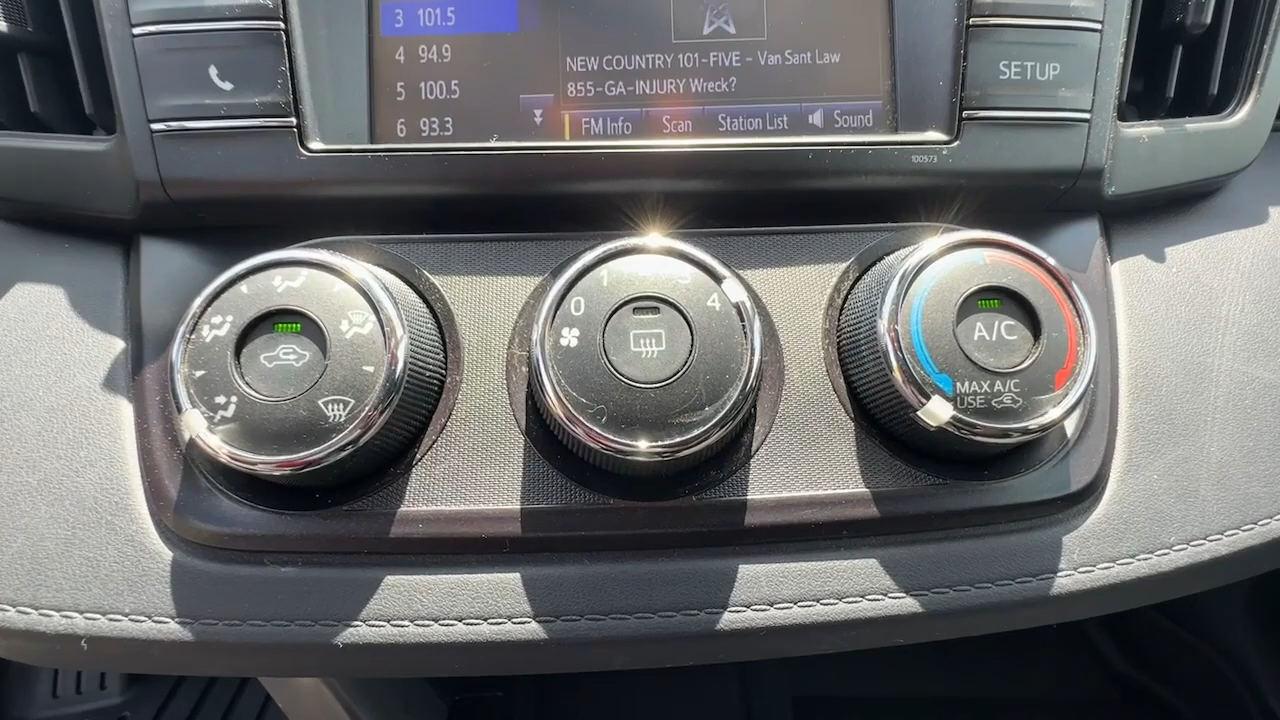 3 101.5
4 94.9
5 100.5
6 93.3
NEW COUNTRY 101-FIVE - Van Sant Law
855-GA-INJURY Wreck?
FM Info Scan Station List Sound
SETUP
100573
0 1 4
A/C
MAX A/C
USE